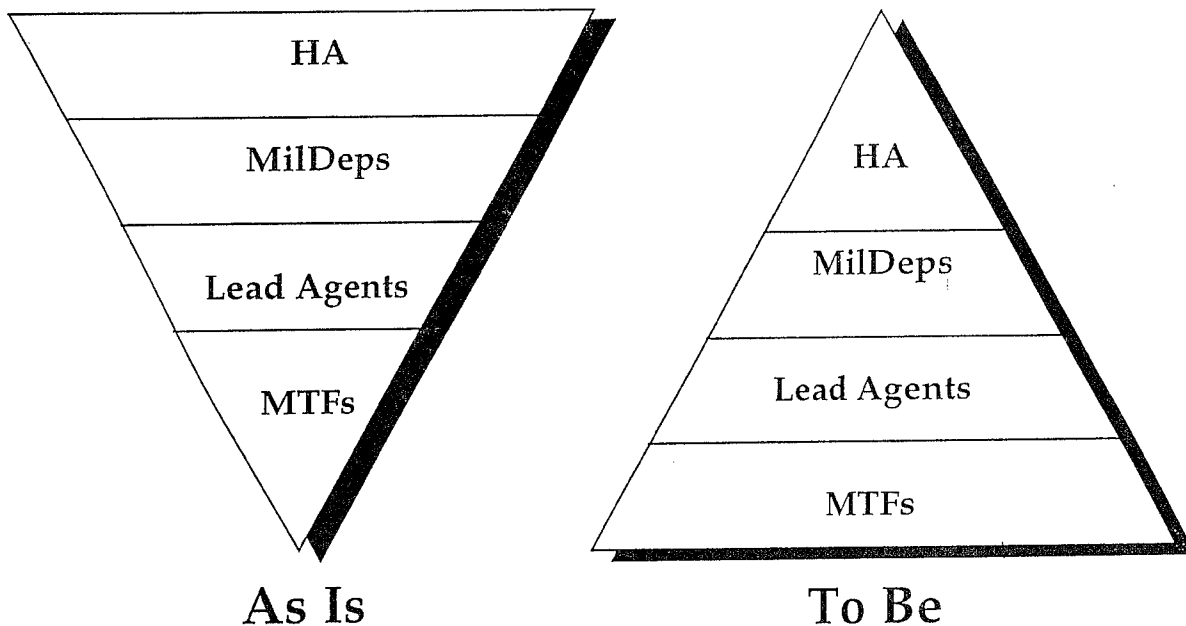 HA
MilDeps
Lead Agents
MTFs
As Is
HA
MilDeps
Lead Agents
MTFs
To Be